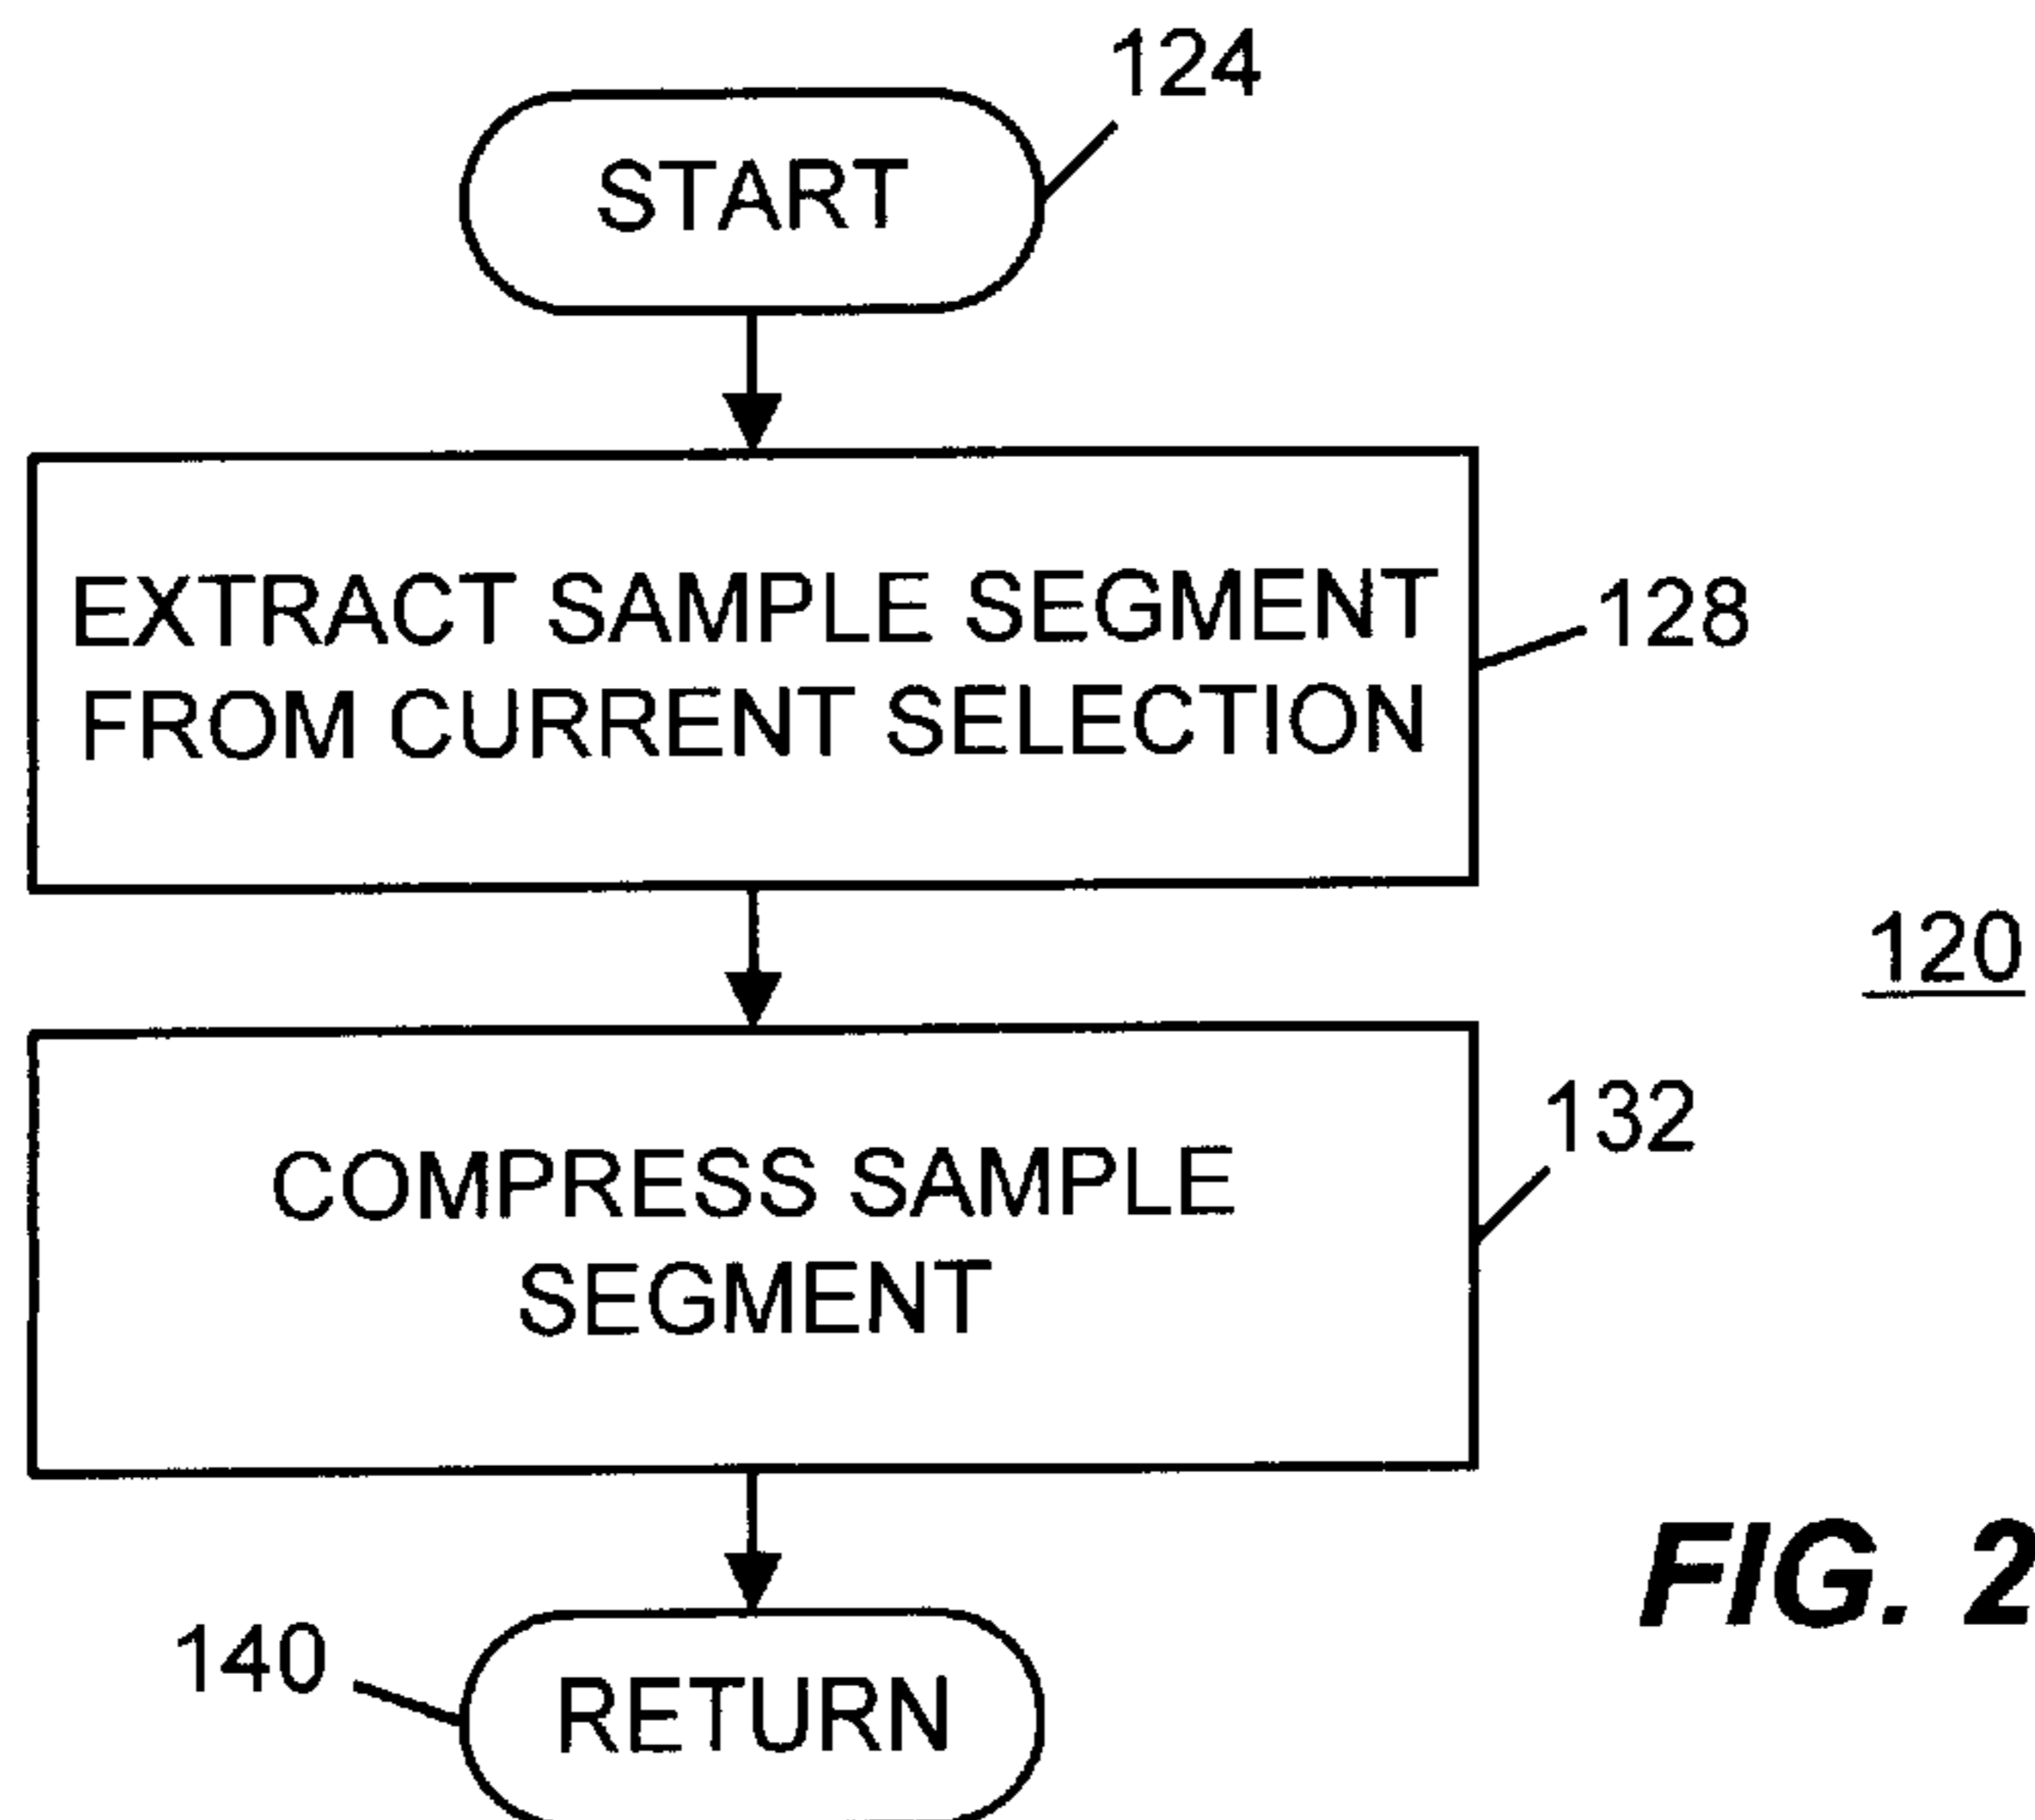 124
START
EXTRACT SAMPLE SEGMENT
FROM CURRENT SELECTION
128
120
COMPRESS SAMPLE
SEGMENT
132
FIG. 2
140
RETURN